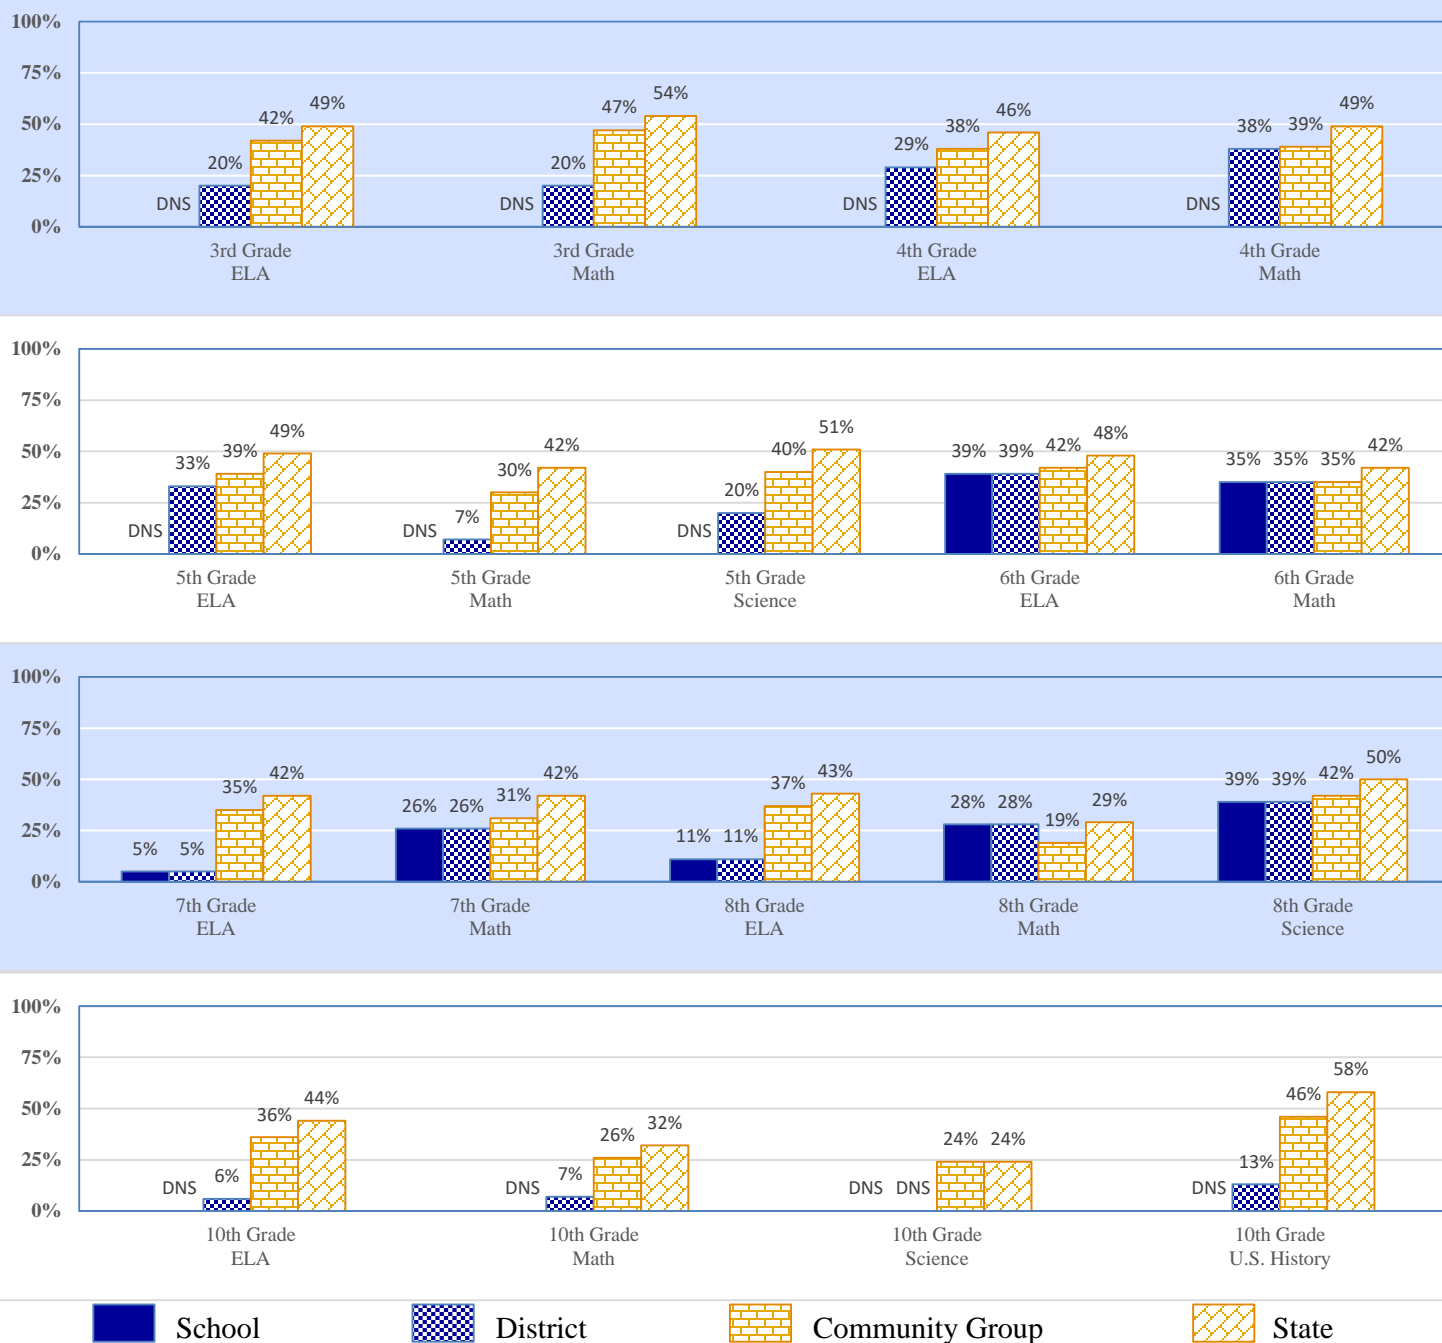 100%
75%
50%
25%
0%
DNS 20% 42% 49%
DNS 20% 47% 54%
DNS 29% 38% 46%
DNS 38% 39% 49%
3rd Grade
ELA
3rd Grade
Math
4th Grade
ELA
4th Grade
Math
100%
75%
50%
25%
0%
DNS 33% 39% 49%
DNS 7% 30% 42%
DNS 20% 40% 51%
39% 39% 42% 48%
35% 35% 35% 42%
5th Grade
ELA
5th Grade
Math
5th Grade
Science
6th Grade
ELA
6th Grade
Math
100%
75%
50%
25%
0%
5% 5% 35% 42%
26% 26% 31% 42%
11% 11% 37% 43%
28% 28% 19% 29%
39% 39% 42% 50%
7th Grade
ELA
7th Grade
Math
8th Grade
ELA
8th Grade
Math
8th Grade
Science
100%
75%
50%
25%
0%
DNS 6% 36% 44%
DNS 7% 26% 32%
DNS DNS 24% 24%
DNS 13% 46% 58%
10th Grade
ELA
10th Grade
Math
10th Grade
Science
10th Grade
U.S. History
School District Community Group State